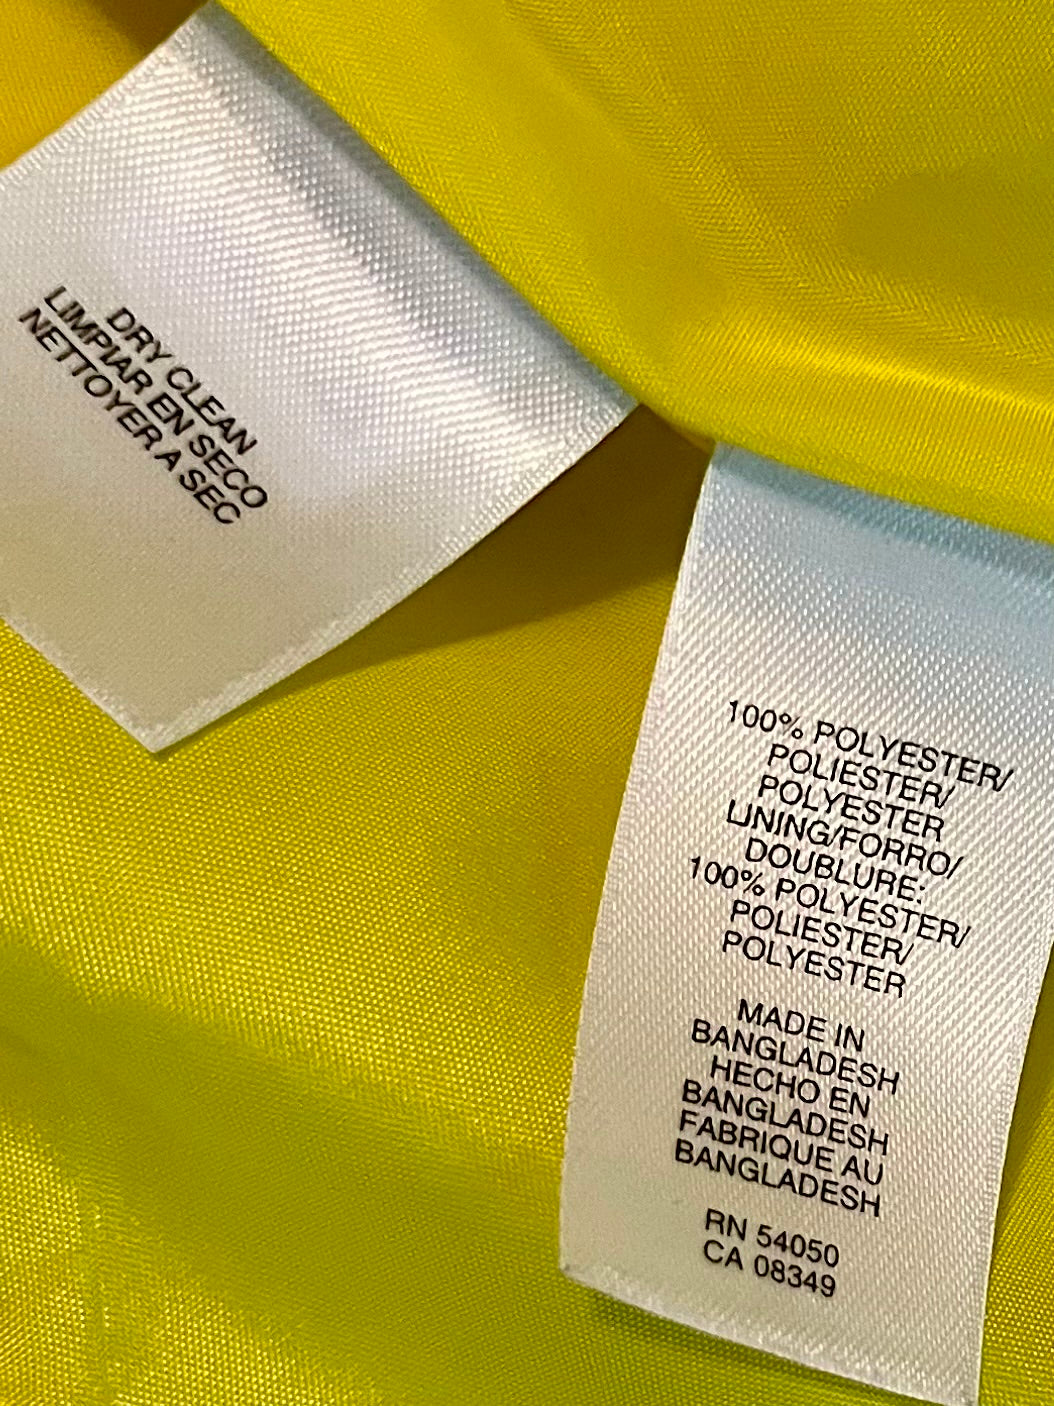 DRY CLEAN
LIMPIAR EN SECO
NETTOYER A SEC
100% POLYESTER/
POLIESTER/
POLYESTER
LINING/FORRO/
DOUBLURE:
100% POLYESTER/
POLIESTER/
POLYESTER
MADE IN
BANGLADESH
HECHO EN
BANGLADESH
FABRIQUE AU
BANGLADESH
RN 54050
CA 08349